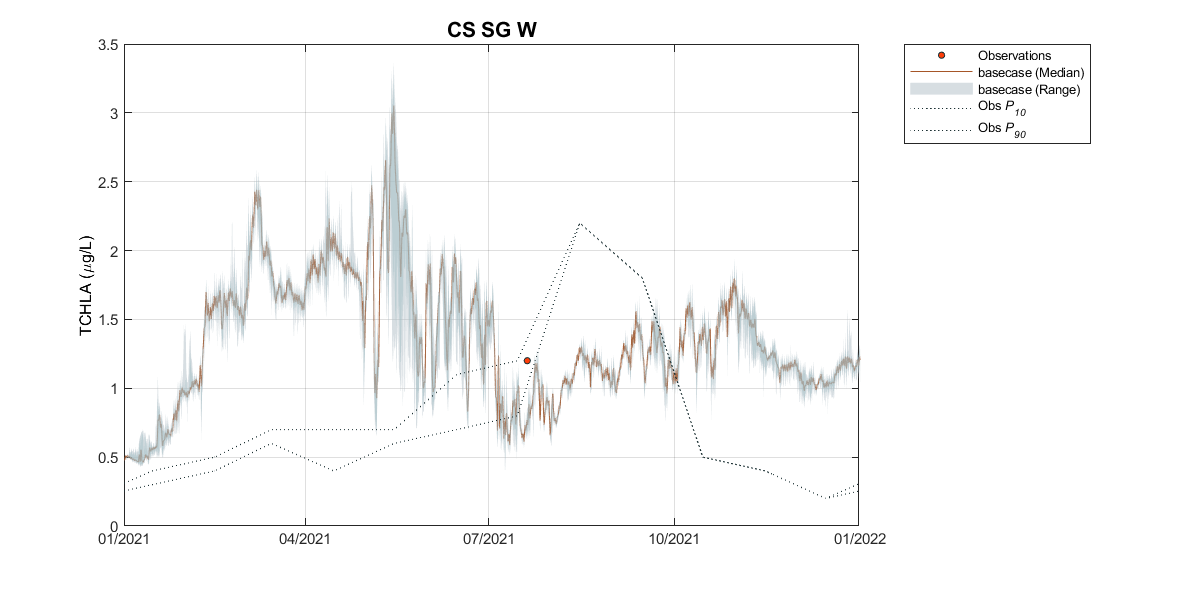 CS SG W
3.5
3
2.5
2
1.5
1
0.5
0
TCHLA (μg/L)
01/2021
04/2021
07/2021
10/2021
01/2022
Observations
basecase (Median)
basecase (Range)
Obs P10
Obs P90